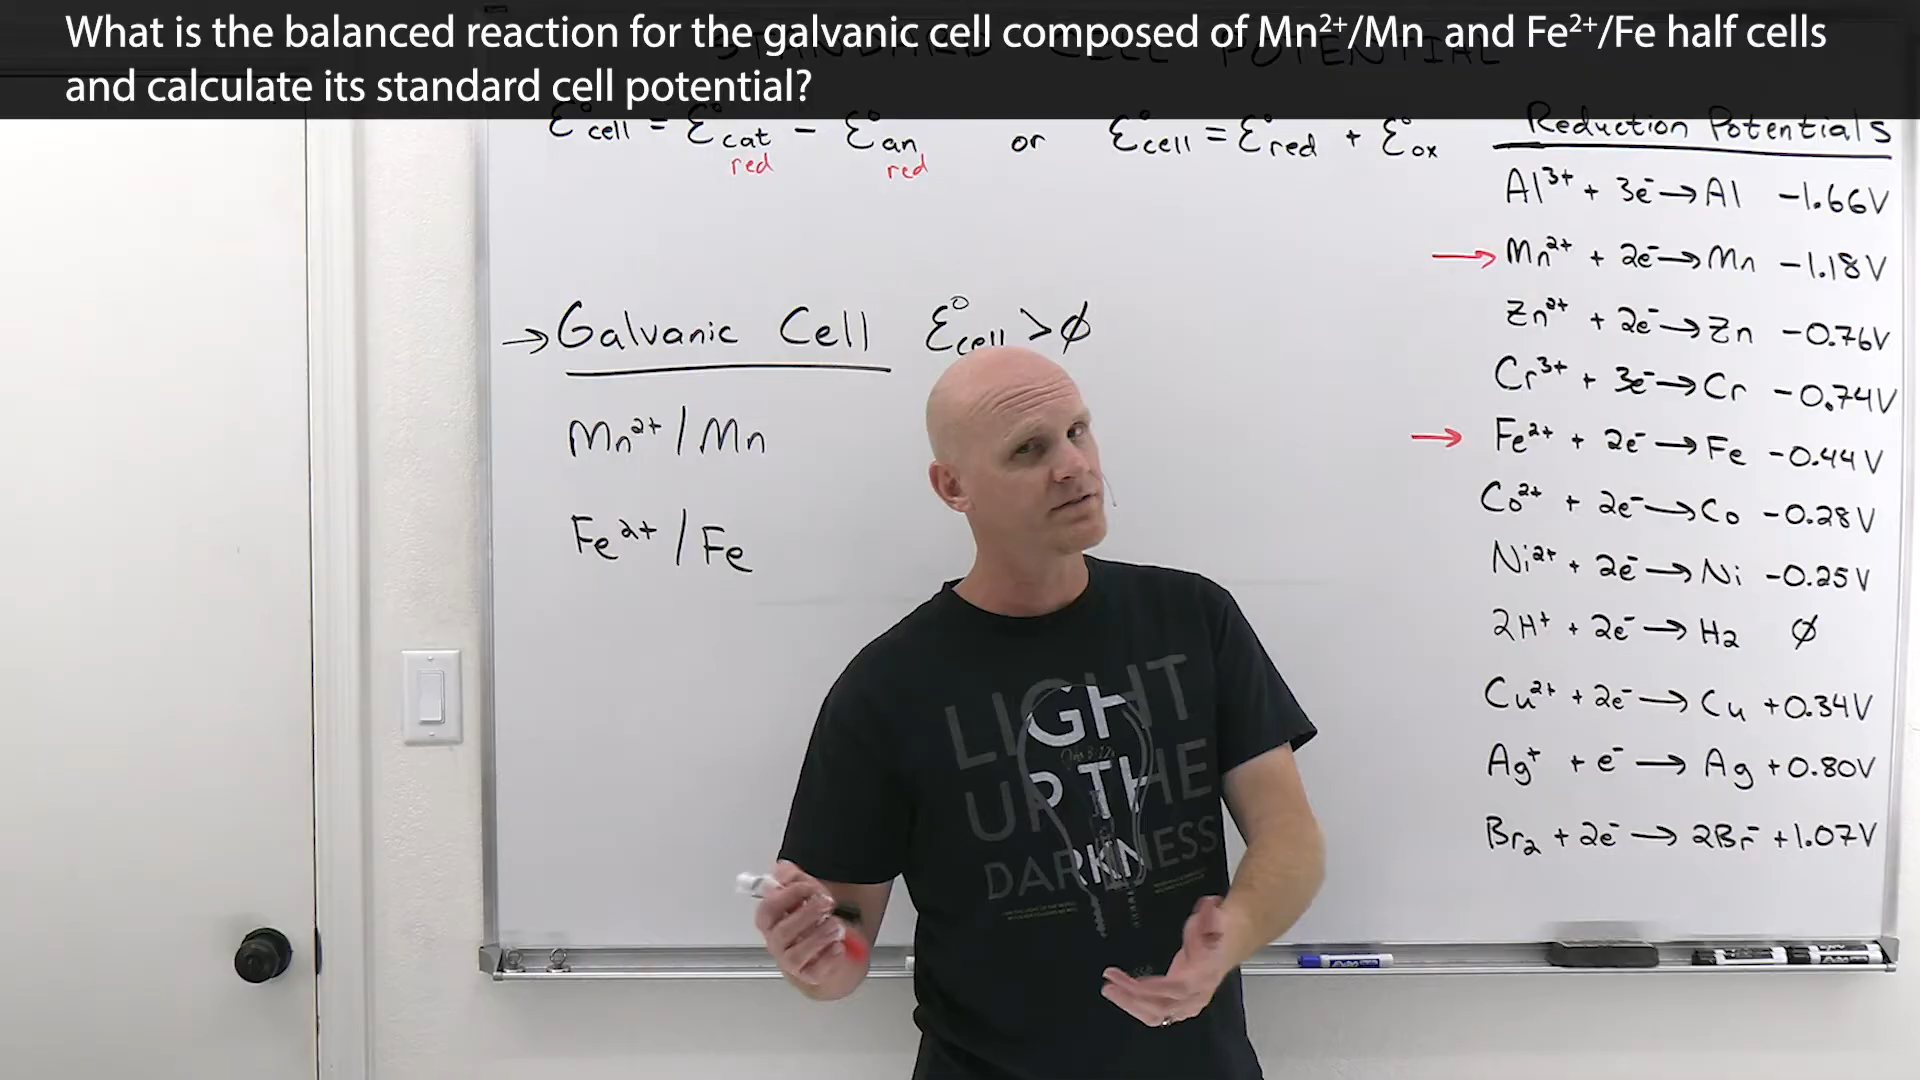 What is the balanced reaction for the galvanic cell composed of Mn²⁺/Mn and Fe²⁺/Fe half cells
and calculate its standard cell potential?
STANDARD CELL POTENTIAL
Ɛ°cell = Ɛ°cat - Ɛ°an or Ɛ°cell = Ɛ°red + Ɛ°ox
red red
Reduction Potentials
Al³⁺ + 3e⁻ → Al -1.66V
→ Mn²⁺ + 2e⁻ → Mn -1.18V
Zn²⁺ + 2e⁻ → Zn -0.76V
Cr³⁺ + 3e⁻ → Cr -0.74V
→ Fe²⁺ + 2e⁻ → Fe -0.44V
Co²⁺ + 2e⁻ → Co -0.28V
Ni²⁺ + 2e⁻ → Ni -0.25V
2H⁺ + 2e⁻ → H₂ ∅
Cu²⁺ + 2e⁻ → Cu +0.34V
Ag⁺ + e⁻ → Ag +0.80V
Br₂ + 2e⁻ → 2Br⁻ +1.07V
→ Galvanic Cell Ɛ°cell > ∅
Mn²⁺/Mn
Fe²⁺/Fe
LIGHT
UP THE
DARKNESS